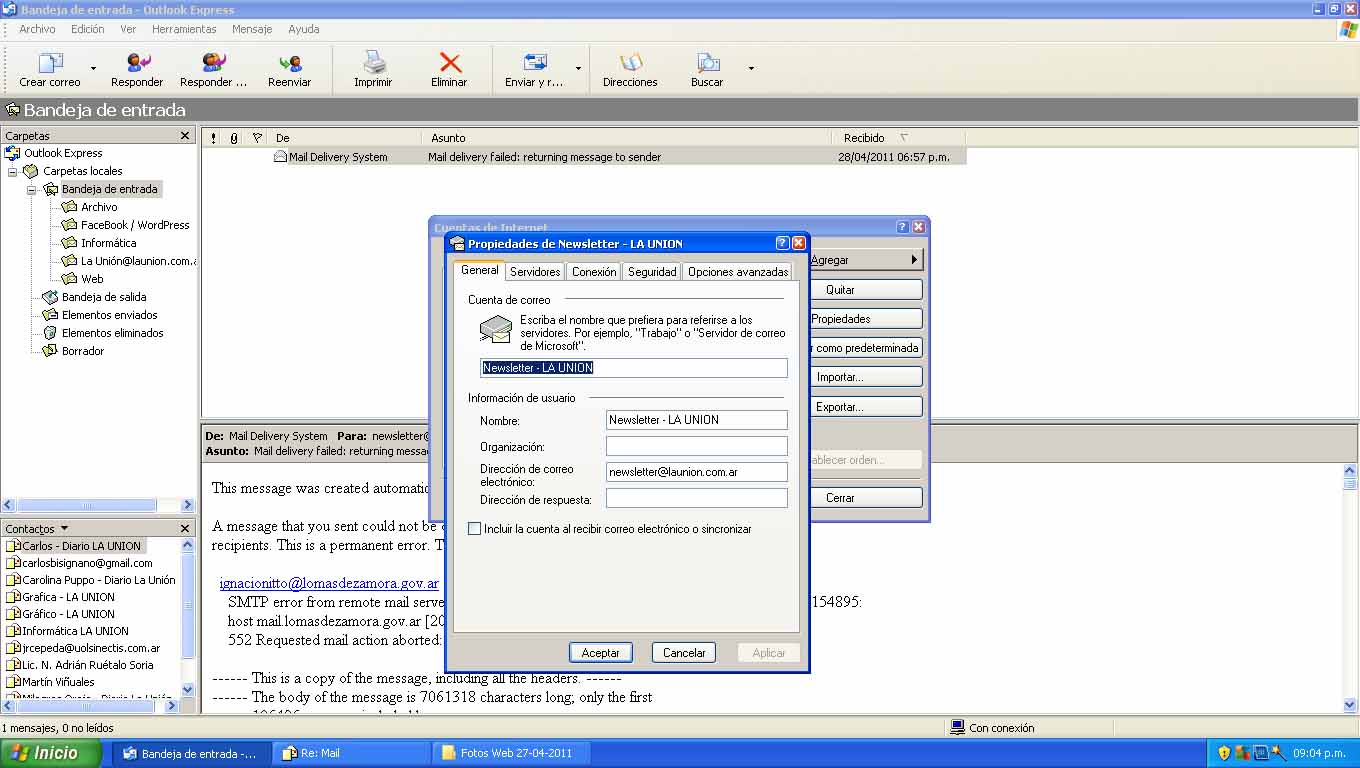 Bandeja de entrada - Outlook Express
Archivo Edición Ver Herramientas Mensaje Ayuda
Crear correo Responder Responder ... Reenviar Imprimir Eliminar Enviar y r... Direcciones Buscar
Bandeja de entrada
Carpetas
Outlook Express
Carpetas locales
Bandeja de entrada
Archivo
FaceBook / WordPress
Informática
La Unión@launion.com.a
Web
Bandeja de salida
Elementos enviados
Elementos eliminados
Borrador
Contactos
Carlos - Diario LA UNION
carlosbisignano@gmail.com
Carolina Puppo - Diario La Unión
Grafica - LA UNION
Gráfico - LA UNION
Informática LA UNION
jrcepeda@uolsinectis.com.ar
Lic. N. Adrián Ruétalo Soria
Martín Viñuales
De Asunto Recibido
Mail Delivery System Mail delivery failed: returning message to sender 28/04/2011 06:57 p.m.
De: Mail Delivery System Para: newsletter@
Asunto: Mail delivery failed: returning messa
This message was created automatic
A message that you sent could not be
recipients. This is a permanent error. T
ignacionitto@lomasdezamora.gov.ar
SMTP error from remote mail serve 154895:
host mail.lomasdezamora.gov.ar [20
552 Requested mail action aborted:
------ This is a copy of the message, including all the headers. ------
------ The body of the message is 7061318 characters long; only the first
Cuentas de Internet
Agregar
Quitar
Propiedades
r como predeterminada
Importar...
Exportar...
ablecer orden...
Cerrar
Propiedades de Newsletter - LA UNION
General Servidores Conexión Seguridad Opciones avanzadas
Cuenta de correo
Escriba el nombre que prefiera para referirse a los
servidores. Por ejemplo, "Trabajo" o "Servidor de correo
de Microsoft".
Newsletter - LA UNION
Información de usuario
Nombre: Newsletter - LA UNION
Organización:
Dirección de correo
electrónico: newsletter@launion.com.ar
Dirección de respuesta:
Incluir la cuenta al recibir correo electrónico o sincronizar
Aceptar Cancelar Aplicar
1 mensajes, 0 no leídos Con conexión
Inicio Bandeja de entrada -... Re: Mail Fotos Web 27-04-2011 09:04 p.m.